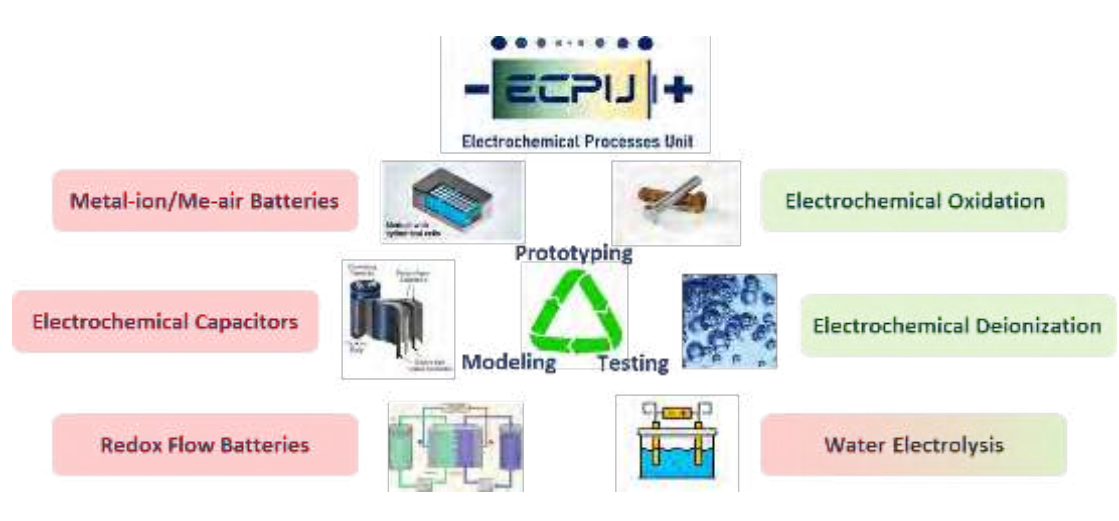 - ECPU +
Electrochemical Processes Unit
Metal-ion/Me-air Batteries
Electrochemical Oxidation
Prototyping
Electrochemical Capacitors
Electrochemical Deionization
Modeling
Testing
Redox Flow Batteries
Water Electrolysis